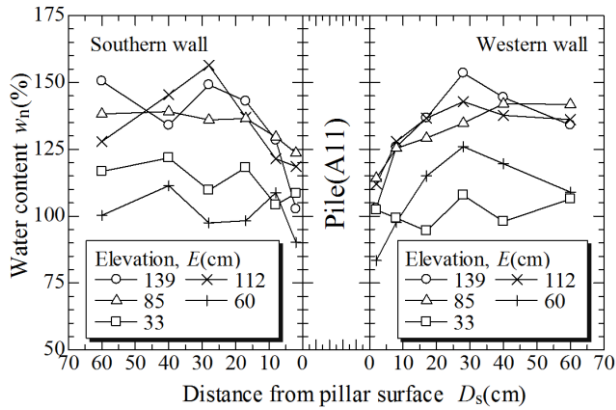 175
150
125
100
75
50
Water content wn(%)
Southern wall
Western wall
Pile(A11)
Elevation, E(cm)
139 112
85 60
33
Elevation, E(cm)
139 112
85 60
33
70 60 50 40 30 20 10 0
0 10 20 30 40 50 60 70
Distance from pillar surface Ds(cm)